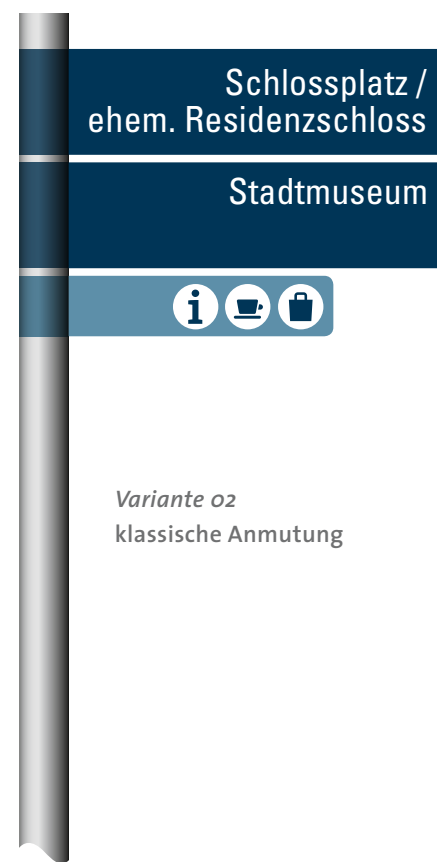 Schlossplatz /
ehem. Residenzschloss
Stadtmuseum
i
Variante 02
klassische Anmutung